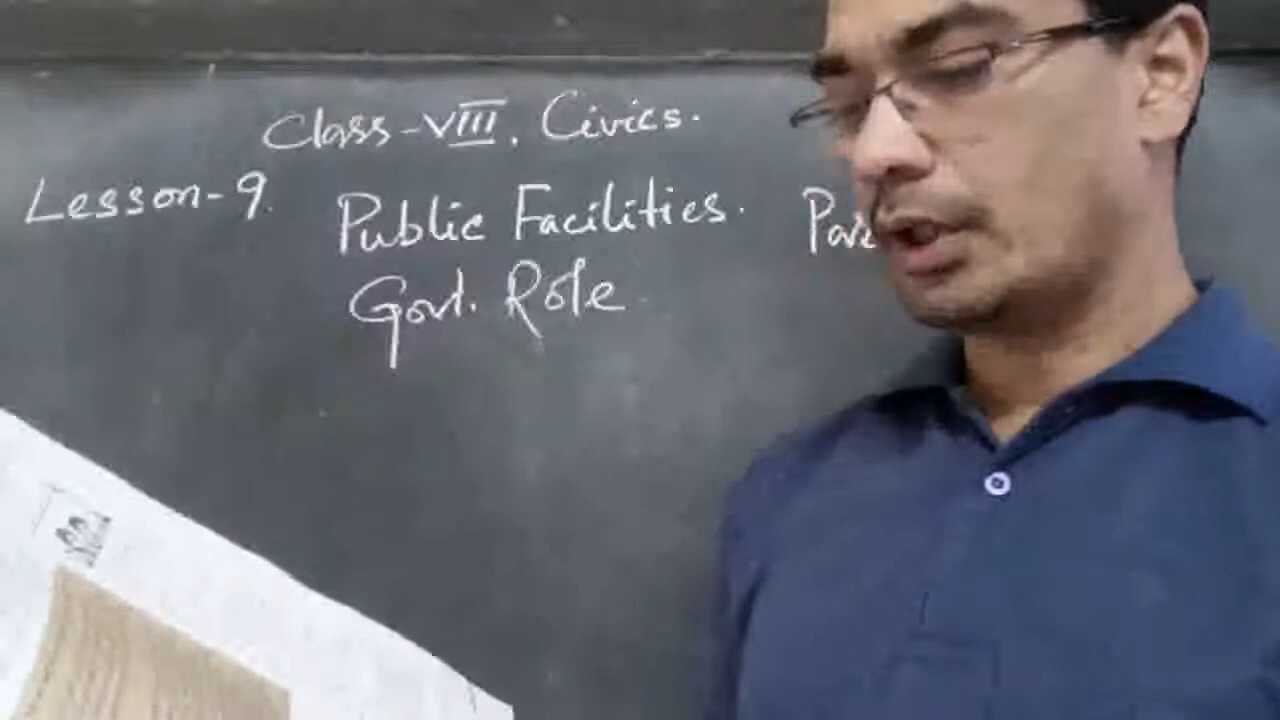 Class-VIII, Civics.
Lesson-9.
Public Facilities.
Govt. Role